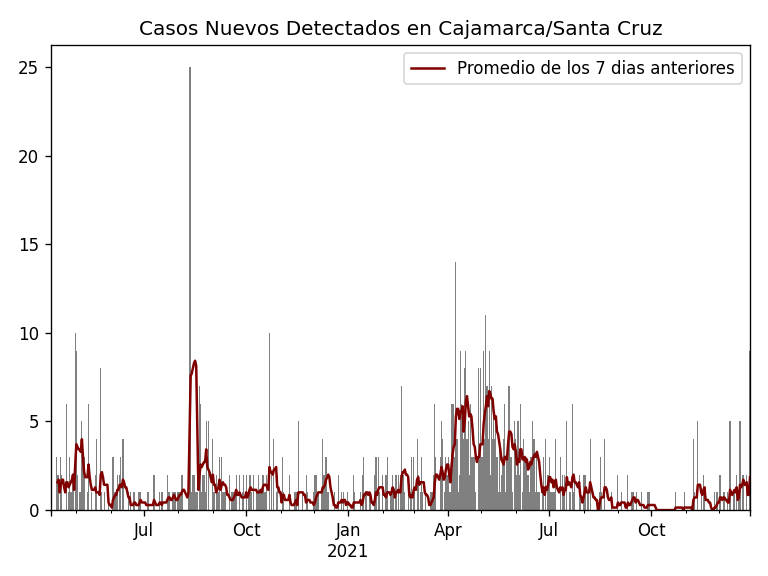 Casos Nuevos Detectados en Cajamarca/Santa Cruz
Promedio de los 7 dias anteriores
25
20
15
10
5
0
Jul Oct Jan Apr Jul Oct
2021